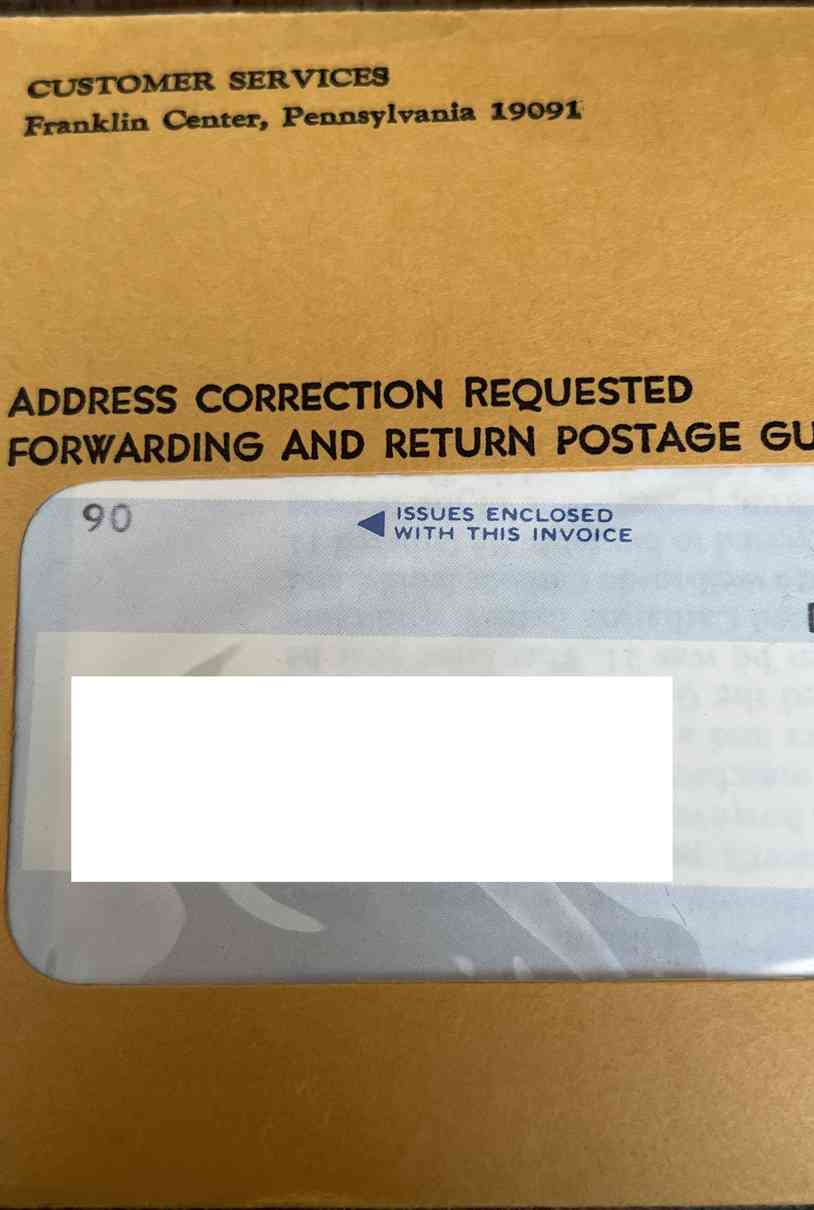 CUSTOMER SERVICES
Franklin Center, Pennsylvania 19091
ADDRESS CORRECTION REQUESTED
FORWARDING AND RETURN POSTAGE GU
90 ◀ ISSUES ENCLOSED
WITH THIS INVOICE